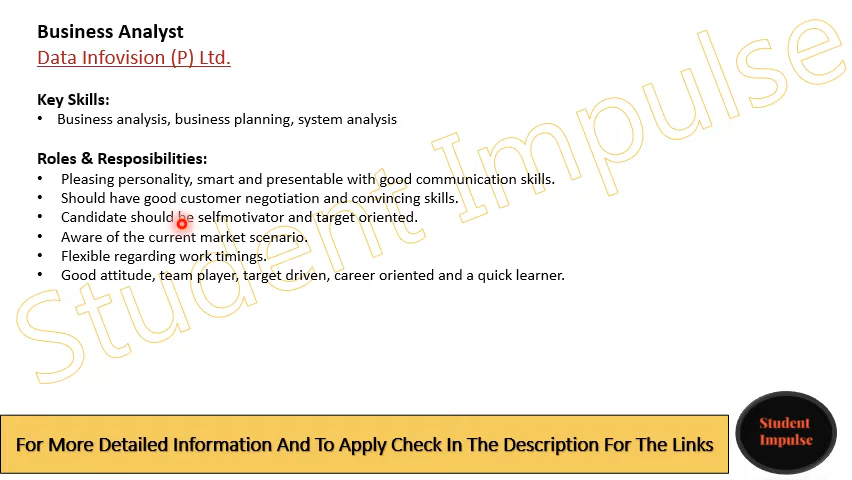 Business Analyst
Data Infovision (P) Ltd.
Key Skills:
• Business analysis, business planning, system analysis
Roles & Resposibilities:
• Pleasing personality, smart and presentable with good communication skills.
• Should have good customer negotiation and convincing skills.
• Candidate should be selfmotivator and target oriented.
• Aware of the current market scenario.
• Flexible regarding work timings.
• Good attitude, team player, target driven, career oriented and a quick learner.
Student Impulse
For More Detailed Information And To Apply Check In The Description For The Links
Student
Impulse